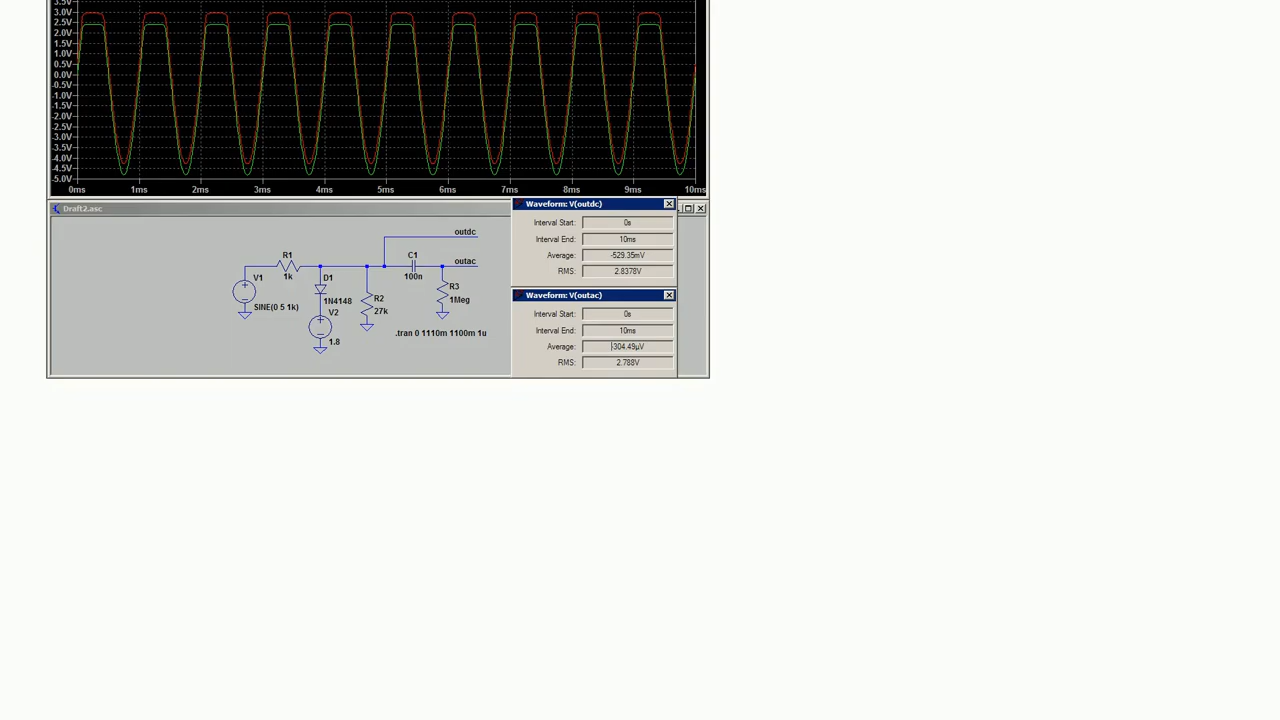 3.5V
3.0V
2.5V
2.0V
1.5V
1.0V
0.5V
0.0V
-0.5V
-1.0V
-1.5V
-2.0V
-2.5V
-3.0V
-3.5V
-4.0V
-4.5V
-5.0V
0ms 1ms 2ms 3ms 4ms 5ms 6ms 7ms 8ms 9ms 10ms
Draft2.asc
Waveform: V(outdc)
Interval Start: 0s
Interval End: 10ms
Average: -529.35mV
RMS: 2.8378V
Waveform: V(outac)
Interval Start: 0s
Interval End: 10ms
Average: 304.49µV
RMS: 2.788V
outdc
R1
1k
C1
100n
outac
V1
SINE(0 5 1k)
D1
1N4148
V2
1.8
R2
27k
R3
1Meg
.tran 0 1110m 1100m 1u